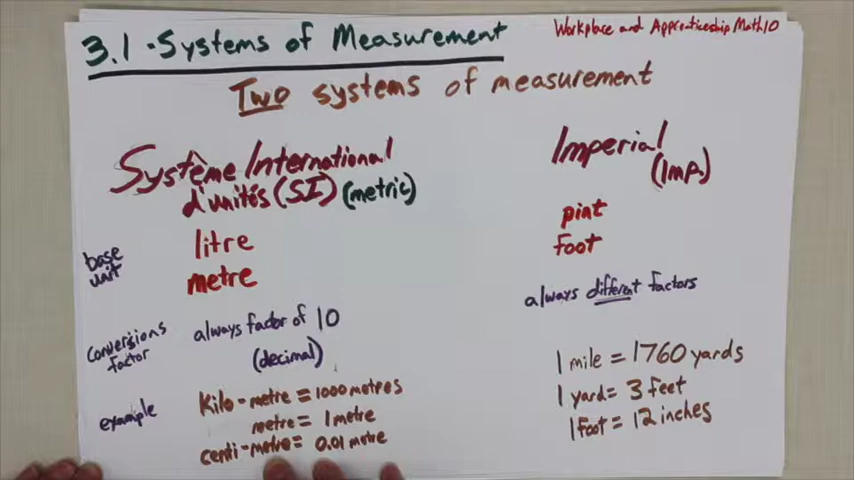 3.1 - Systems of Measurement
Workplace and Apprenticeship Math 10
Two systems of measurement
Système International
d'unités (SI) (metric)
Imperial
(Imp.)
base
unit
litre
metre
pint
foot
conversions
factor
always factor of 10
(decimal)
always different factors
example
Kilo-metre = 1000 metres
metre = 1 metre
centi-metre = 0.01 metre
1 mile = 1760 yards
1 yard = 3 feet
1 foot = 12 inches